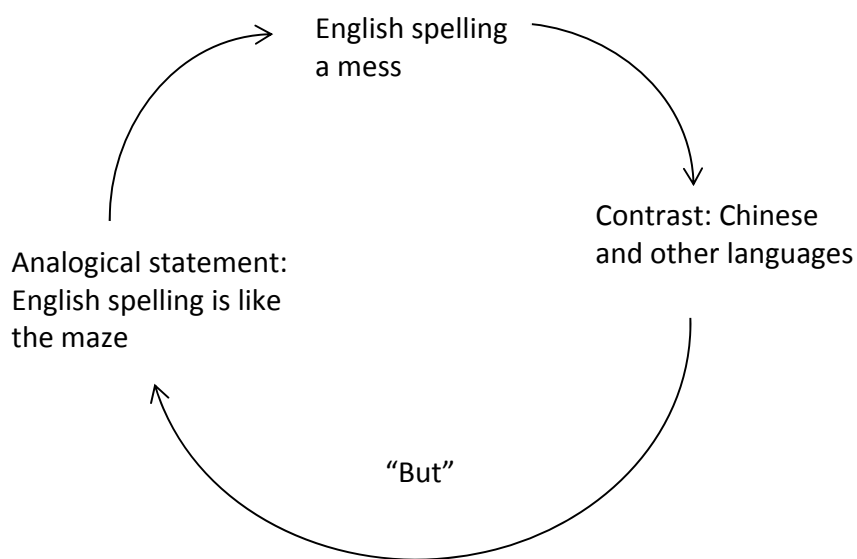 English spelling
a mess
Contrast: Chinese
and other languages
Analogical statement:
English spelling is like
the maze
“But”